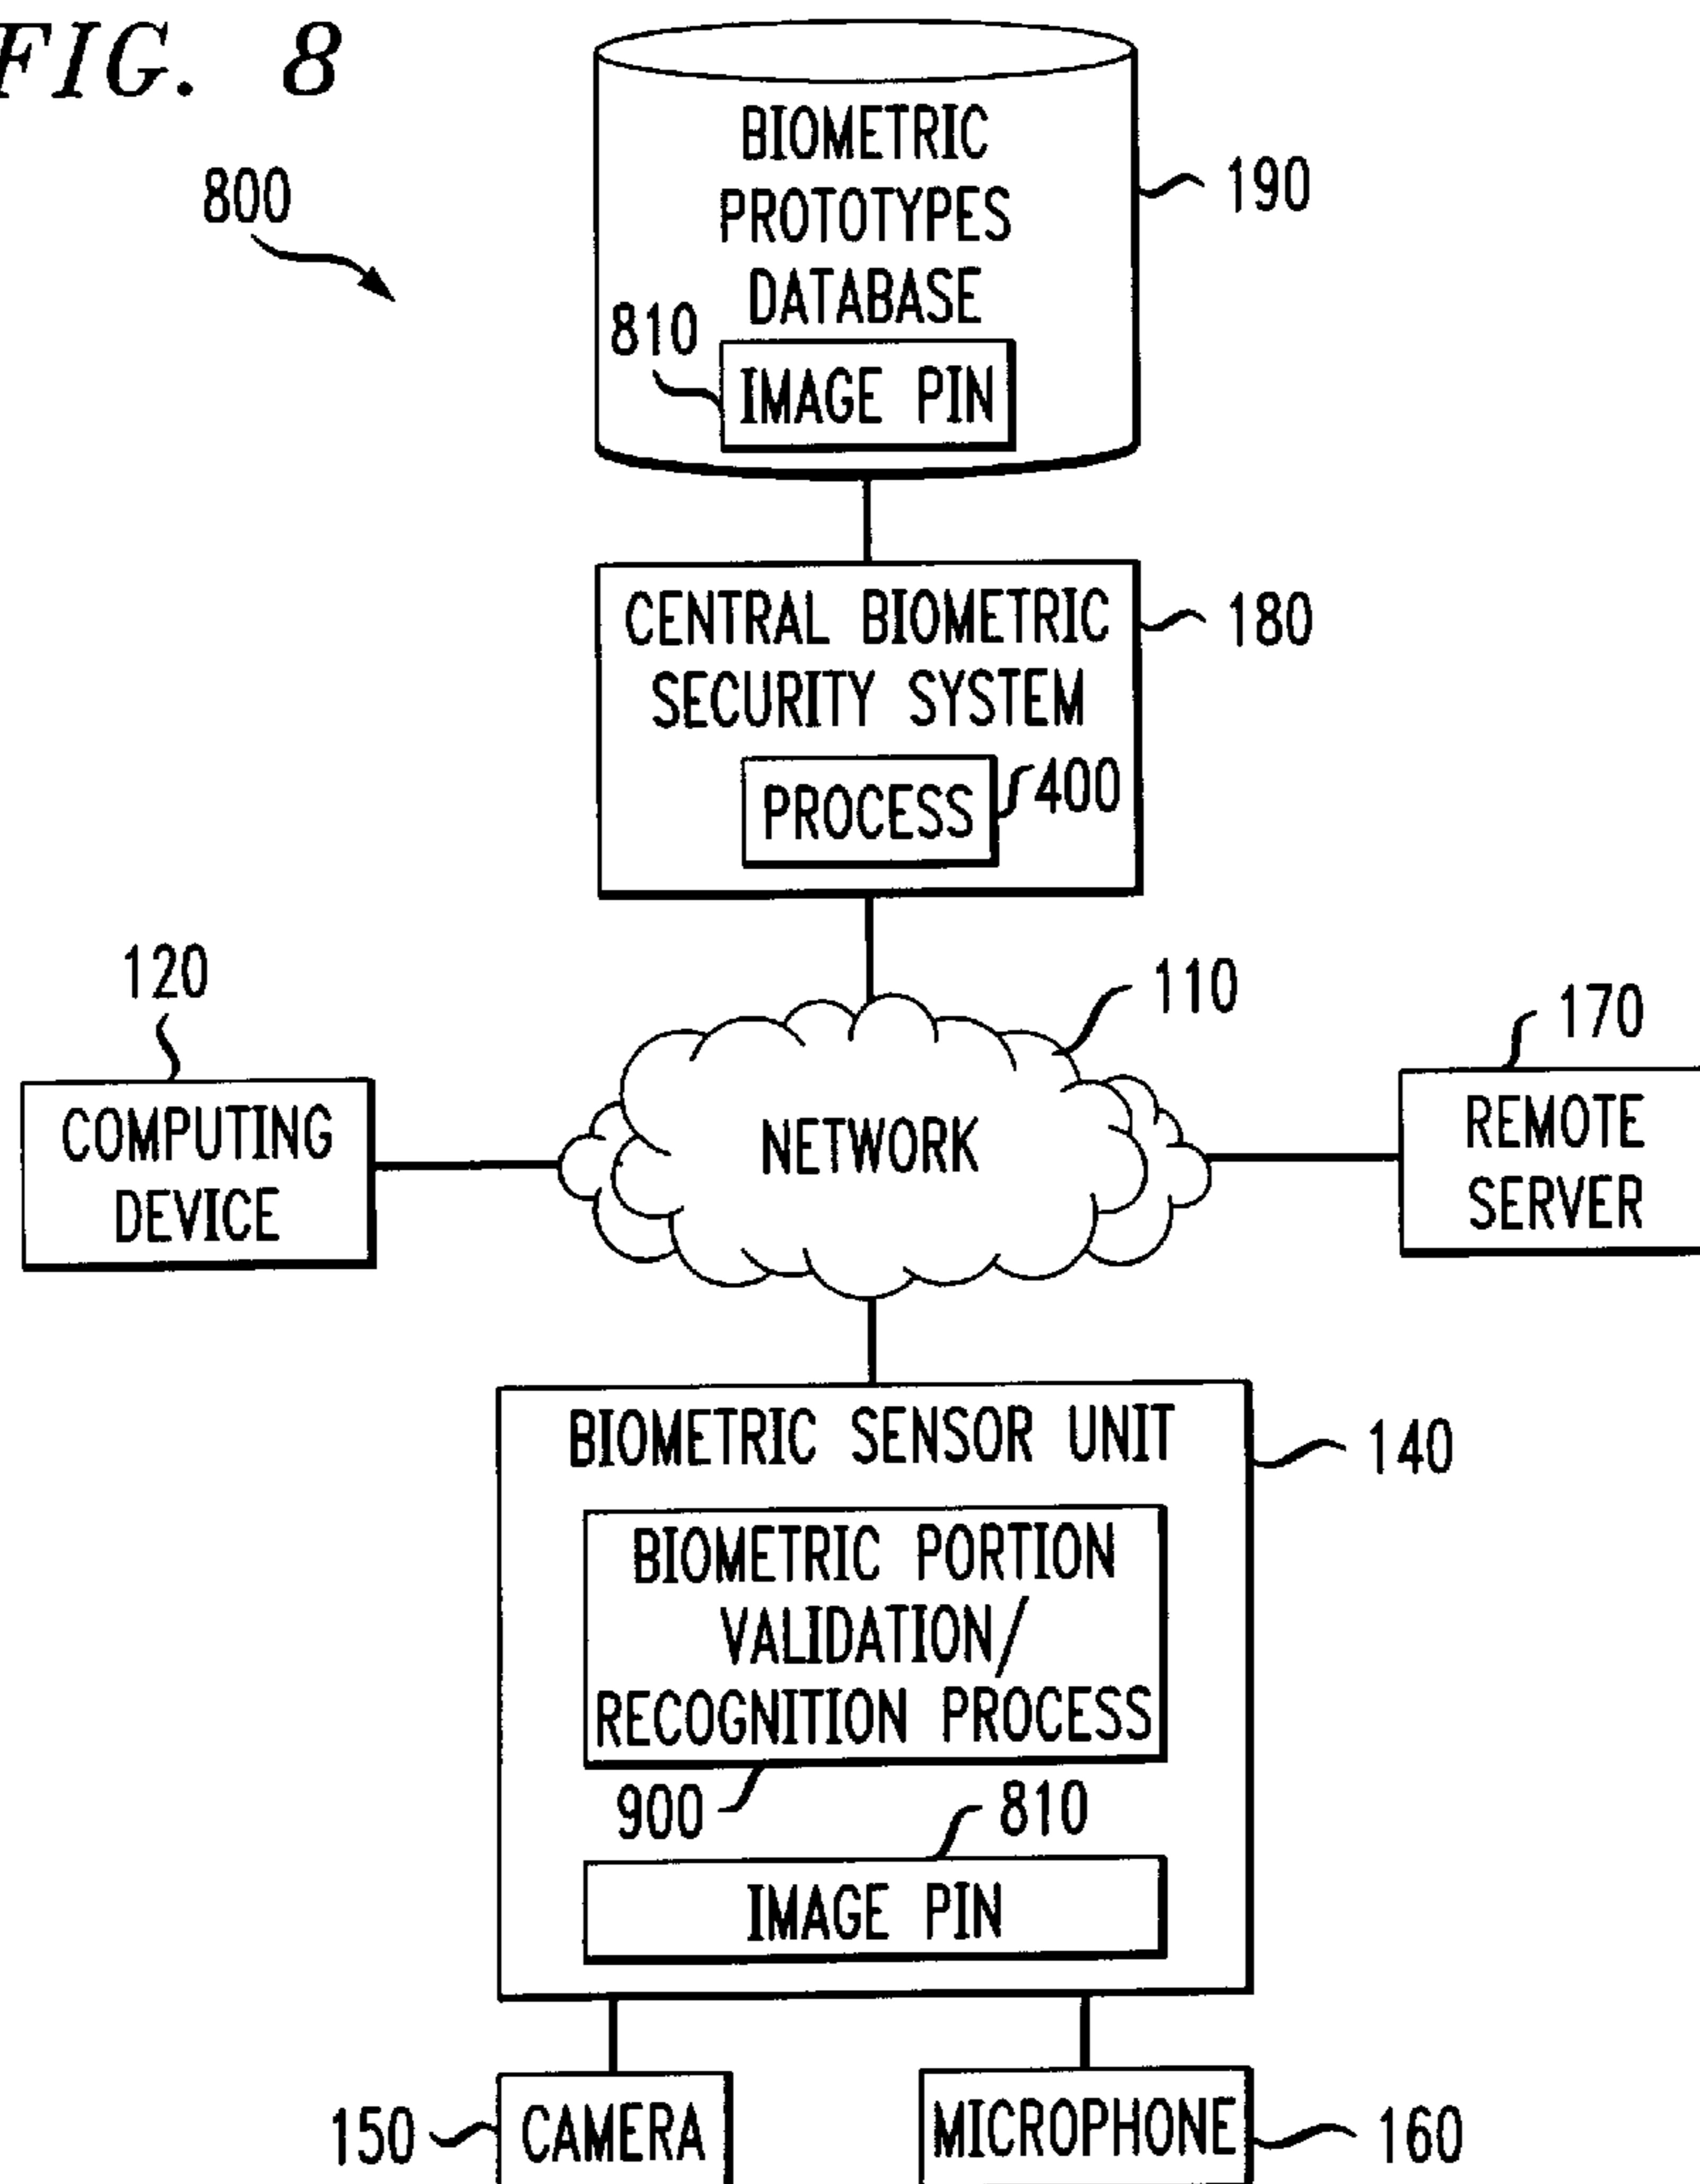 FIG. 8
800
BIOMETRIC
PROTOTYPES
DATABASE
190
810
IMAGE PIN
CENTRAL BIOMETRIC
SECURITY SYSTEM
180
PROCESS
400
120
COMPUTING
DEVICE
110
NETWORK
170
REMOTE
SERVER
BIOMETRIC SENSOR UNIT
140
BIOMETRIC PORTION
VALIDATION/
RECOGNITION PROCESS
900
810
IMAGE PIN
150
CAMERA
MICROPHONE
160